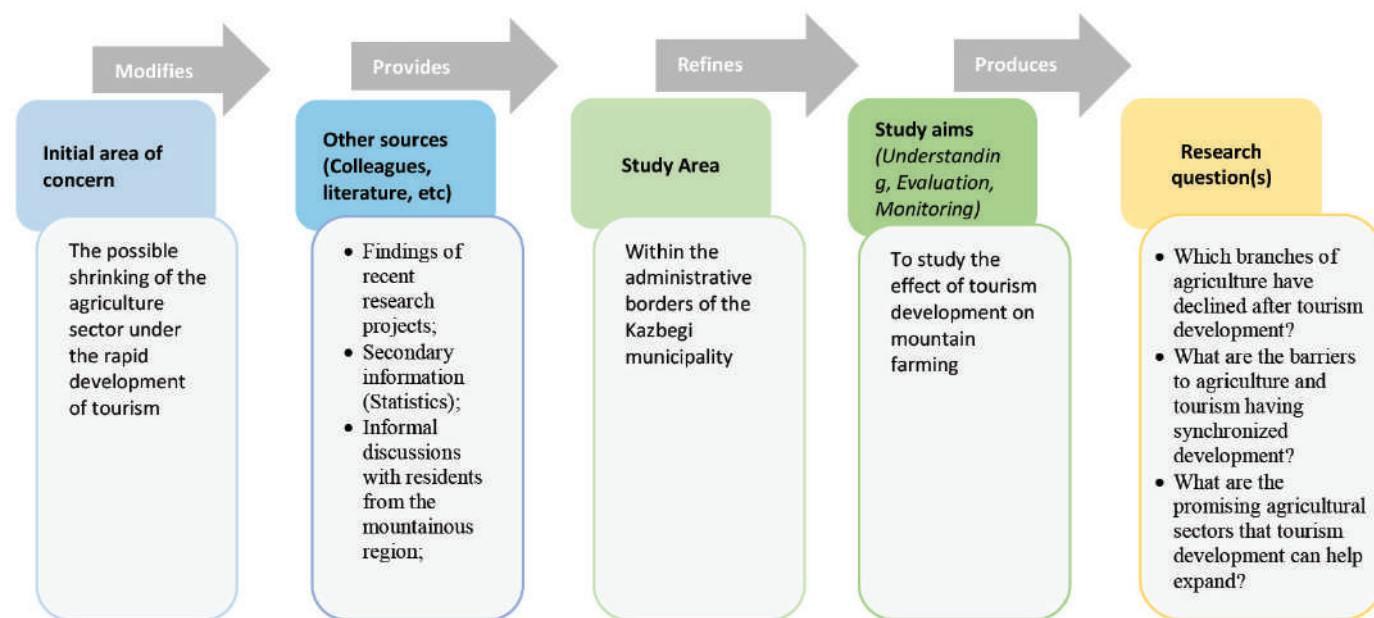 Modifies
Provides
Refines
Produces
Initial area of
concern
The possible
shrinking of the
agriculture
sector under
the rapid
development
of tourism
Other sources
(Colleagues,
literature, etc)
• Findings of
recent
research
projects;
• Secondary
information
(Statistics);
• Informal
discussions
with residents
from the
mountainous
region;
Study Area
Within the
administrative
borders of the
Kazbegi
municipality
Study aims
(Understandin
g, Evaluation,
Monitoring)
To study the
effect of tourism
development on
mountain
farming
Research
question(s)
• Which branches of
agriculture have
declined after tourism
development?
• What are the barriers
to agriculture and
tourism having
synchronized
development?
• What are the
promising agricultural
sectors that tourism
development can help
expand?